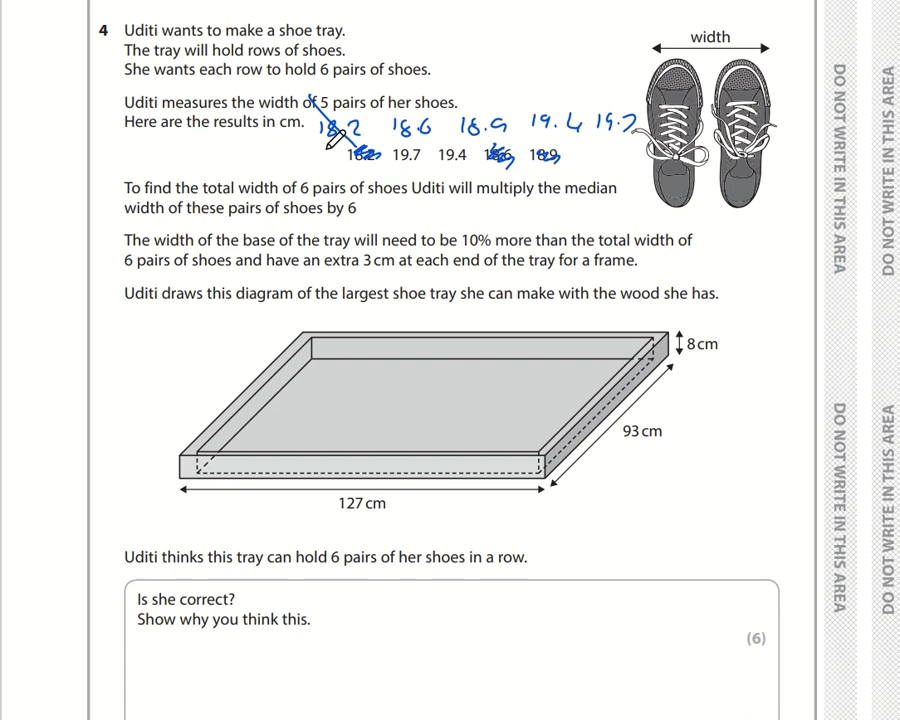 4 Uditi wants to make a shoe tray.
width
The tray will hold rows of shoes.
She wants each row to hold 6 pairs of shoes.
Uditi measures the width of 5 pairs of her shoes.
Here are the results in cm.
18.2 18.6 18.9 19.4 19.7
19.7 19.4
To find the total width of 6 pairs of shoes Uditi will multiply the median
width of these pairs of shoes by 6
The width of the base of the tray will need to be 10% more than the total width of
6 pairs of shoes and have an extra 3 cm at each end of the tray for a frame.
Uditi draws this diagram of the largest shoe tray she can make with the wood she has.
8 cm
93 cm
127 cm
Uditi thinks this tray can hold 6 pairs of her shoes in a row.
Is she correct?
Show why you think this.
(6)
DO NOT WRITE IN THIS AREA
DO NOT WRITE IN THIS AREA
DO NOT WRITE IN THIS AREA
DO NOT WRITE IN THIS AREA